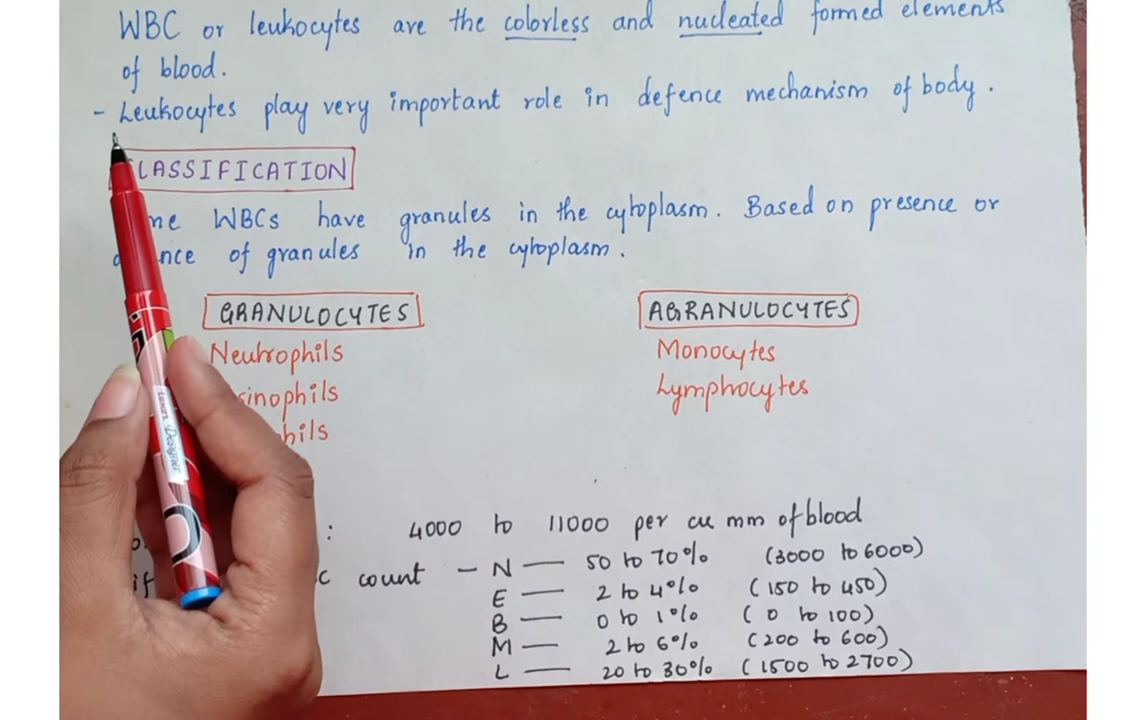 WBC or leukocytes are the colorless and nucleated formed elements
of blood.
- Leukocytes play very important role in defence mechanism of body.
LASSIFICATION
me WBCs have granules in the cytoplasm. Based on presence or
nce of granules in the cytoplasm.
GRANULOCYTES
AGRANULOCYTES
Neutrophils
Monocytes
sinophils
Lymphocytes
hils
: 4000 to 11000 per cu mm of blood
c count - N — 50 to 70% (3000 to 6000)
E — 2 to 4% (150 to 450)
B — 0 to 1% (0 to 100)
M — 2 to 6% (200 to 600)
L — 20 to 30% (1500 to 2700)